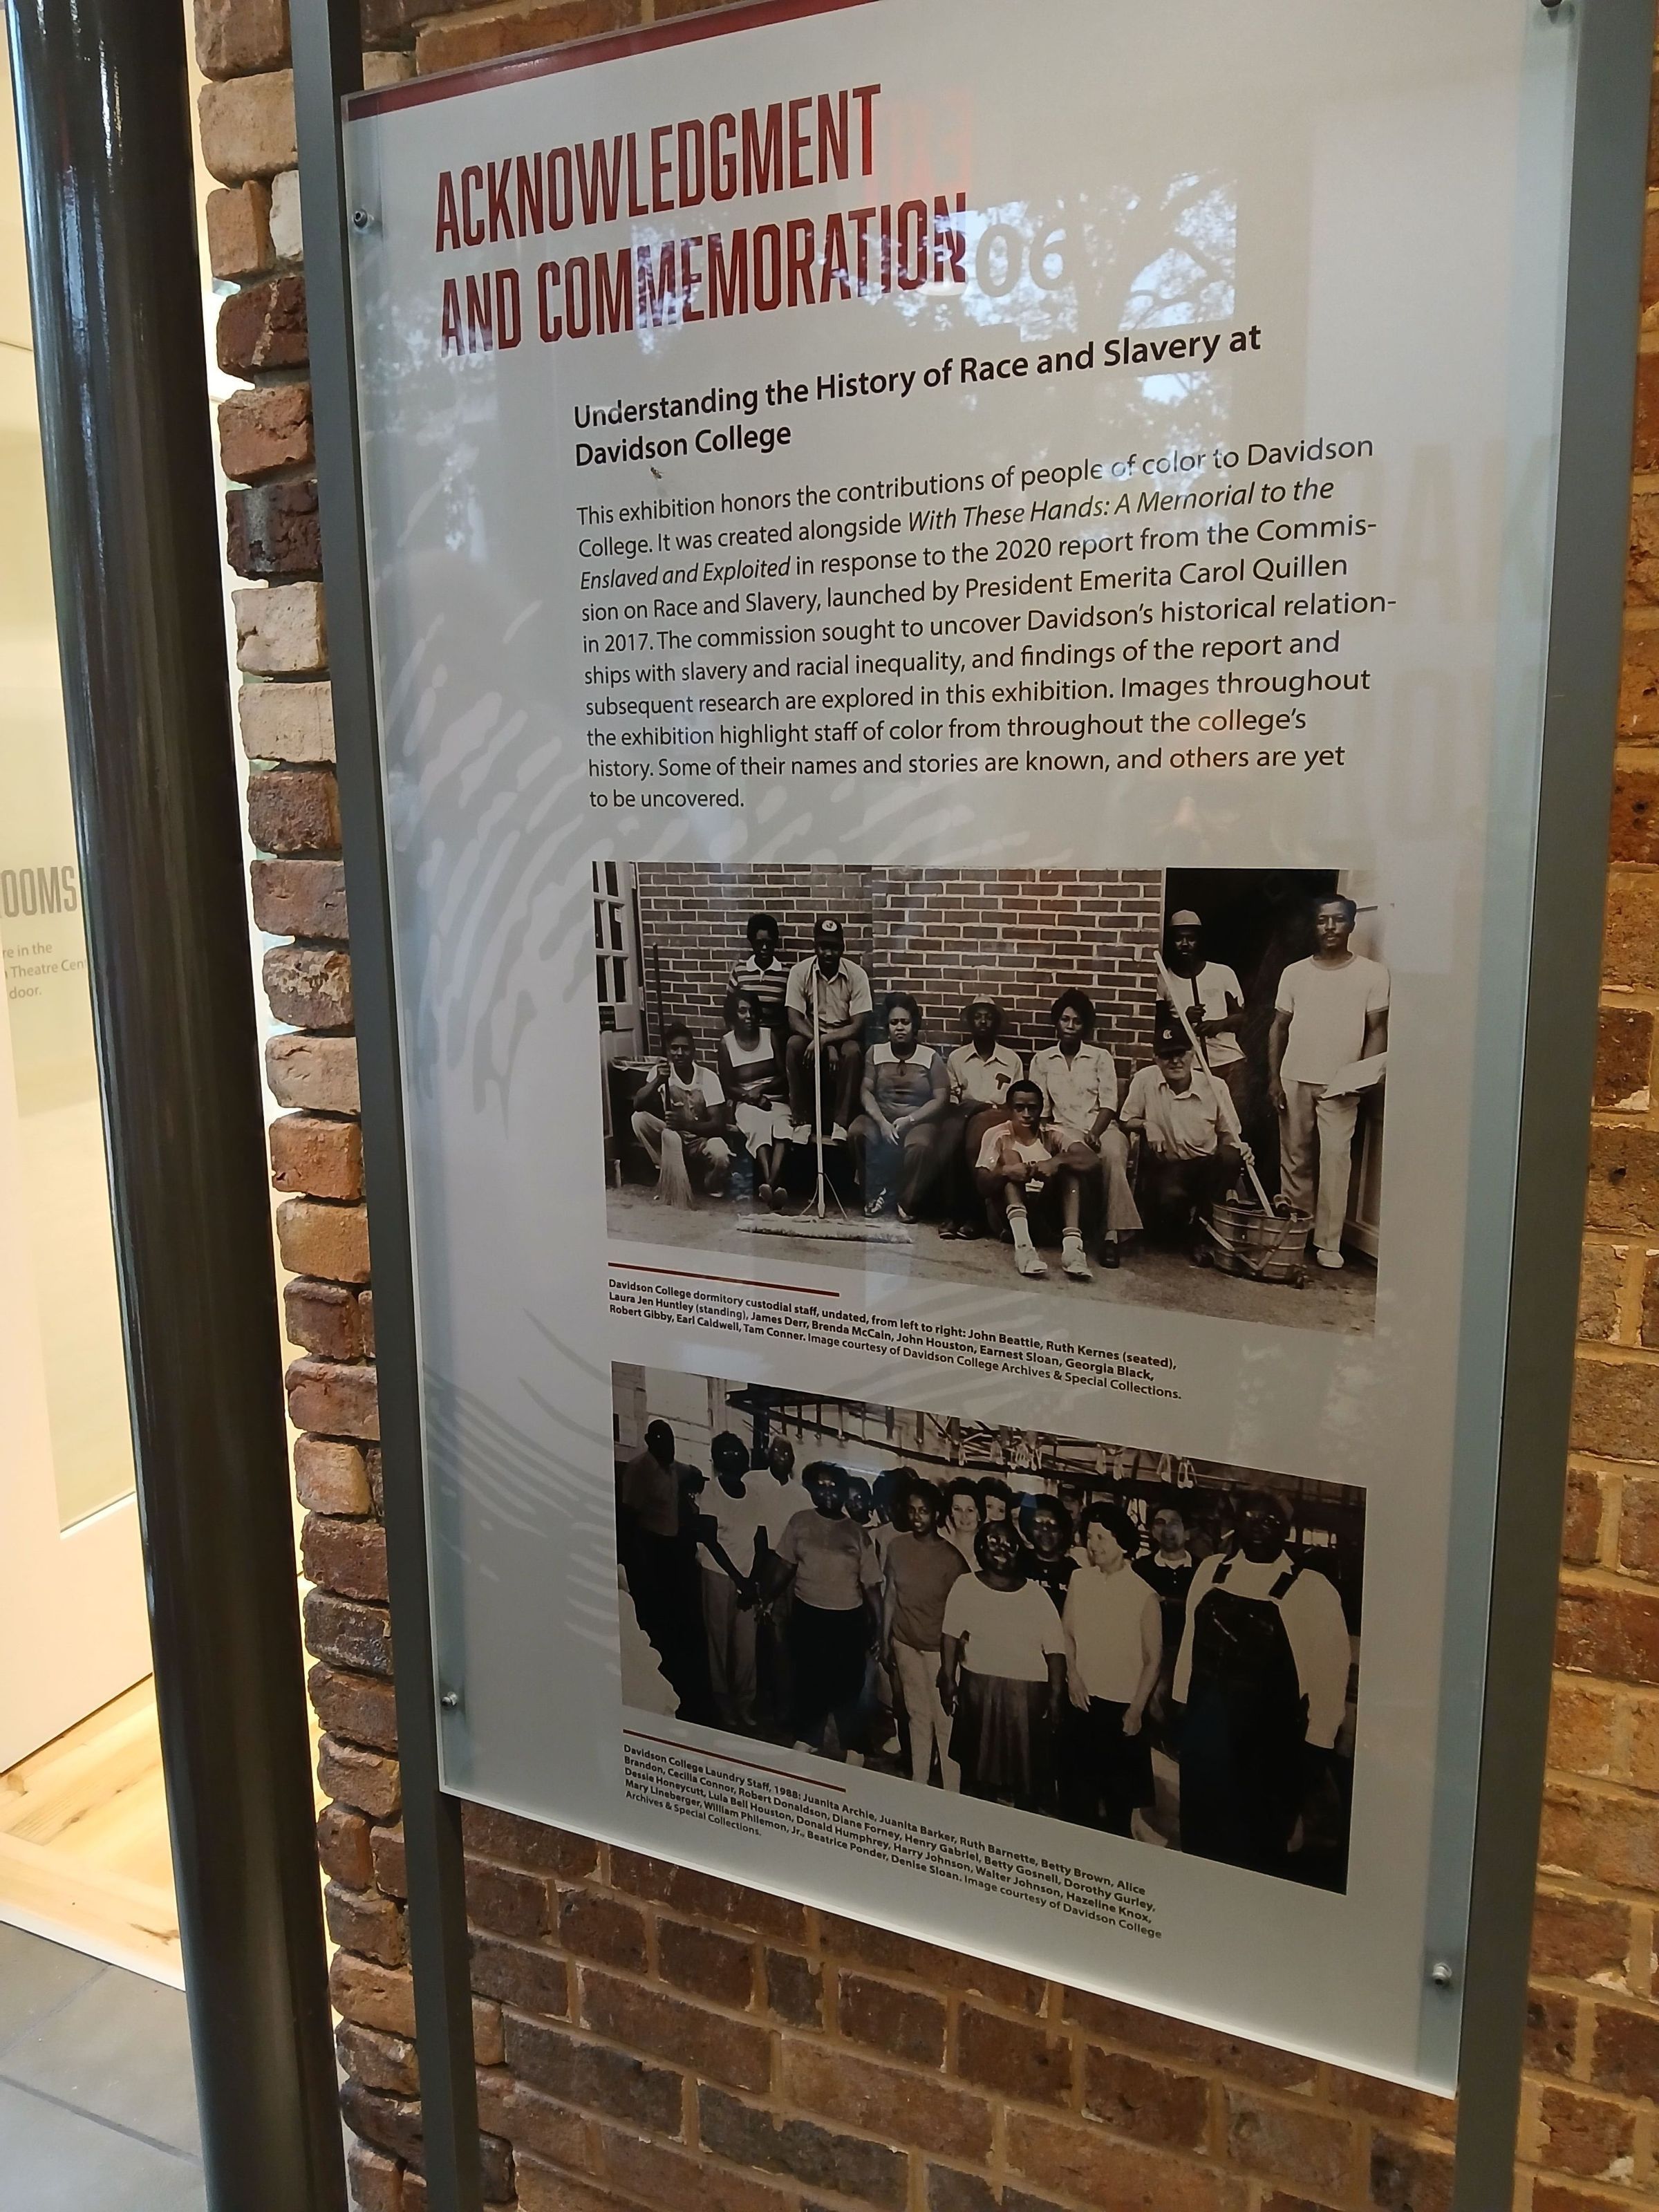 ACKNOWLEDGMENT
AND COMMEMORATION
06
Understanding the History of Race and Slavery at
Davidson College
This exhibition honors the contributions of people of color to Davidson
College. It was created alongside With These Hands: A Memorial to the
Enslaved and Exploited in response to the 2020 report from the Commis-
sion on Race and Slavery, launched by President Emerita Carol Quillen
in 2017. The commission sought to uncover Davidson's historical relation-
ships with slavery and racial inequality, and findings of the report and
subsequent research are explored in this exhibition. Images throughout
the exhibition highlight staff of color from throughout the college's
history. Some of their names and stories are known, and others are yet
to be uncovered.
Davidson College dormitory custodial staff, undated, from left to right: John Beattie, Ruth Kernes (seated),
Laura Jen Huntley (standing), James Derr, Brenda McCain, John Houston, Earnest Sloan, Georgia Black,
Robert Gibby, Earl Caldwell, Tam Conner. Image courtesy of Davidson College Archives & Special Collections.
Davidson College Laundry Staff, 1988: Juanita Archie, Juanita Barker, Ruth Barnette, Betty Brown, Alice
Brandon, Cecilia Connor, Robert Donaldson, Diane Forney, Henry Gabriel, Betty Gosnell, Dorothy Gurley,
Dessie Honeycutt, Lula Bell Houston, Donald Humphrey, Harry Johnson, Walter Johnson, Hazeline Knox,
Mary Lineberger, William Philemon, Jr., Beatrice Ponder, Denise Sloan. Image courtesy of Davidson College
Archives & Special Collections.
OOMS
re in the
Theatre Cen
door.